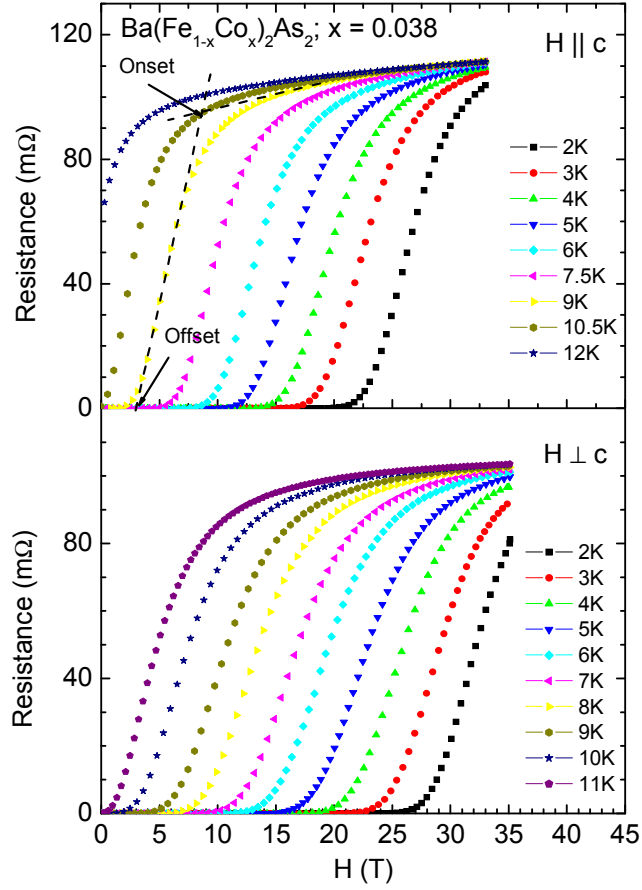 Ba(Fe₁₋ₓCoₓ)₂As₂; x = 0.038
H || c
Onset
Offset
Resistance (mΩ)
120
80
40
0
2K
3K
4K
5K
6K
7.5K
9K
10.5K
12K
H ⊥ c
Resistance (mΩ)
80
40
0
2K
3K
4K
5K
6K
7K
8K
9K
10K
11K
0 5 10 15 20 25 30 35 40 45
H (T)